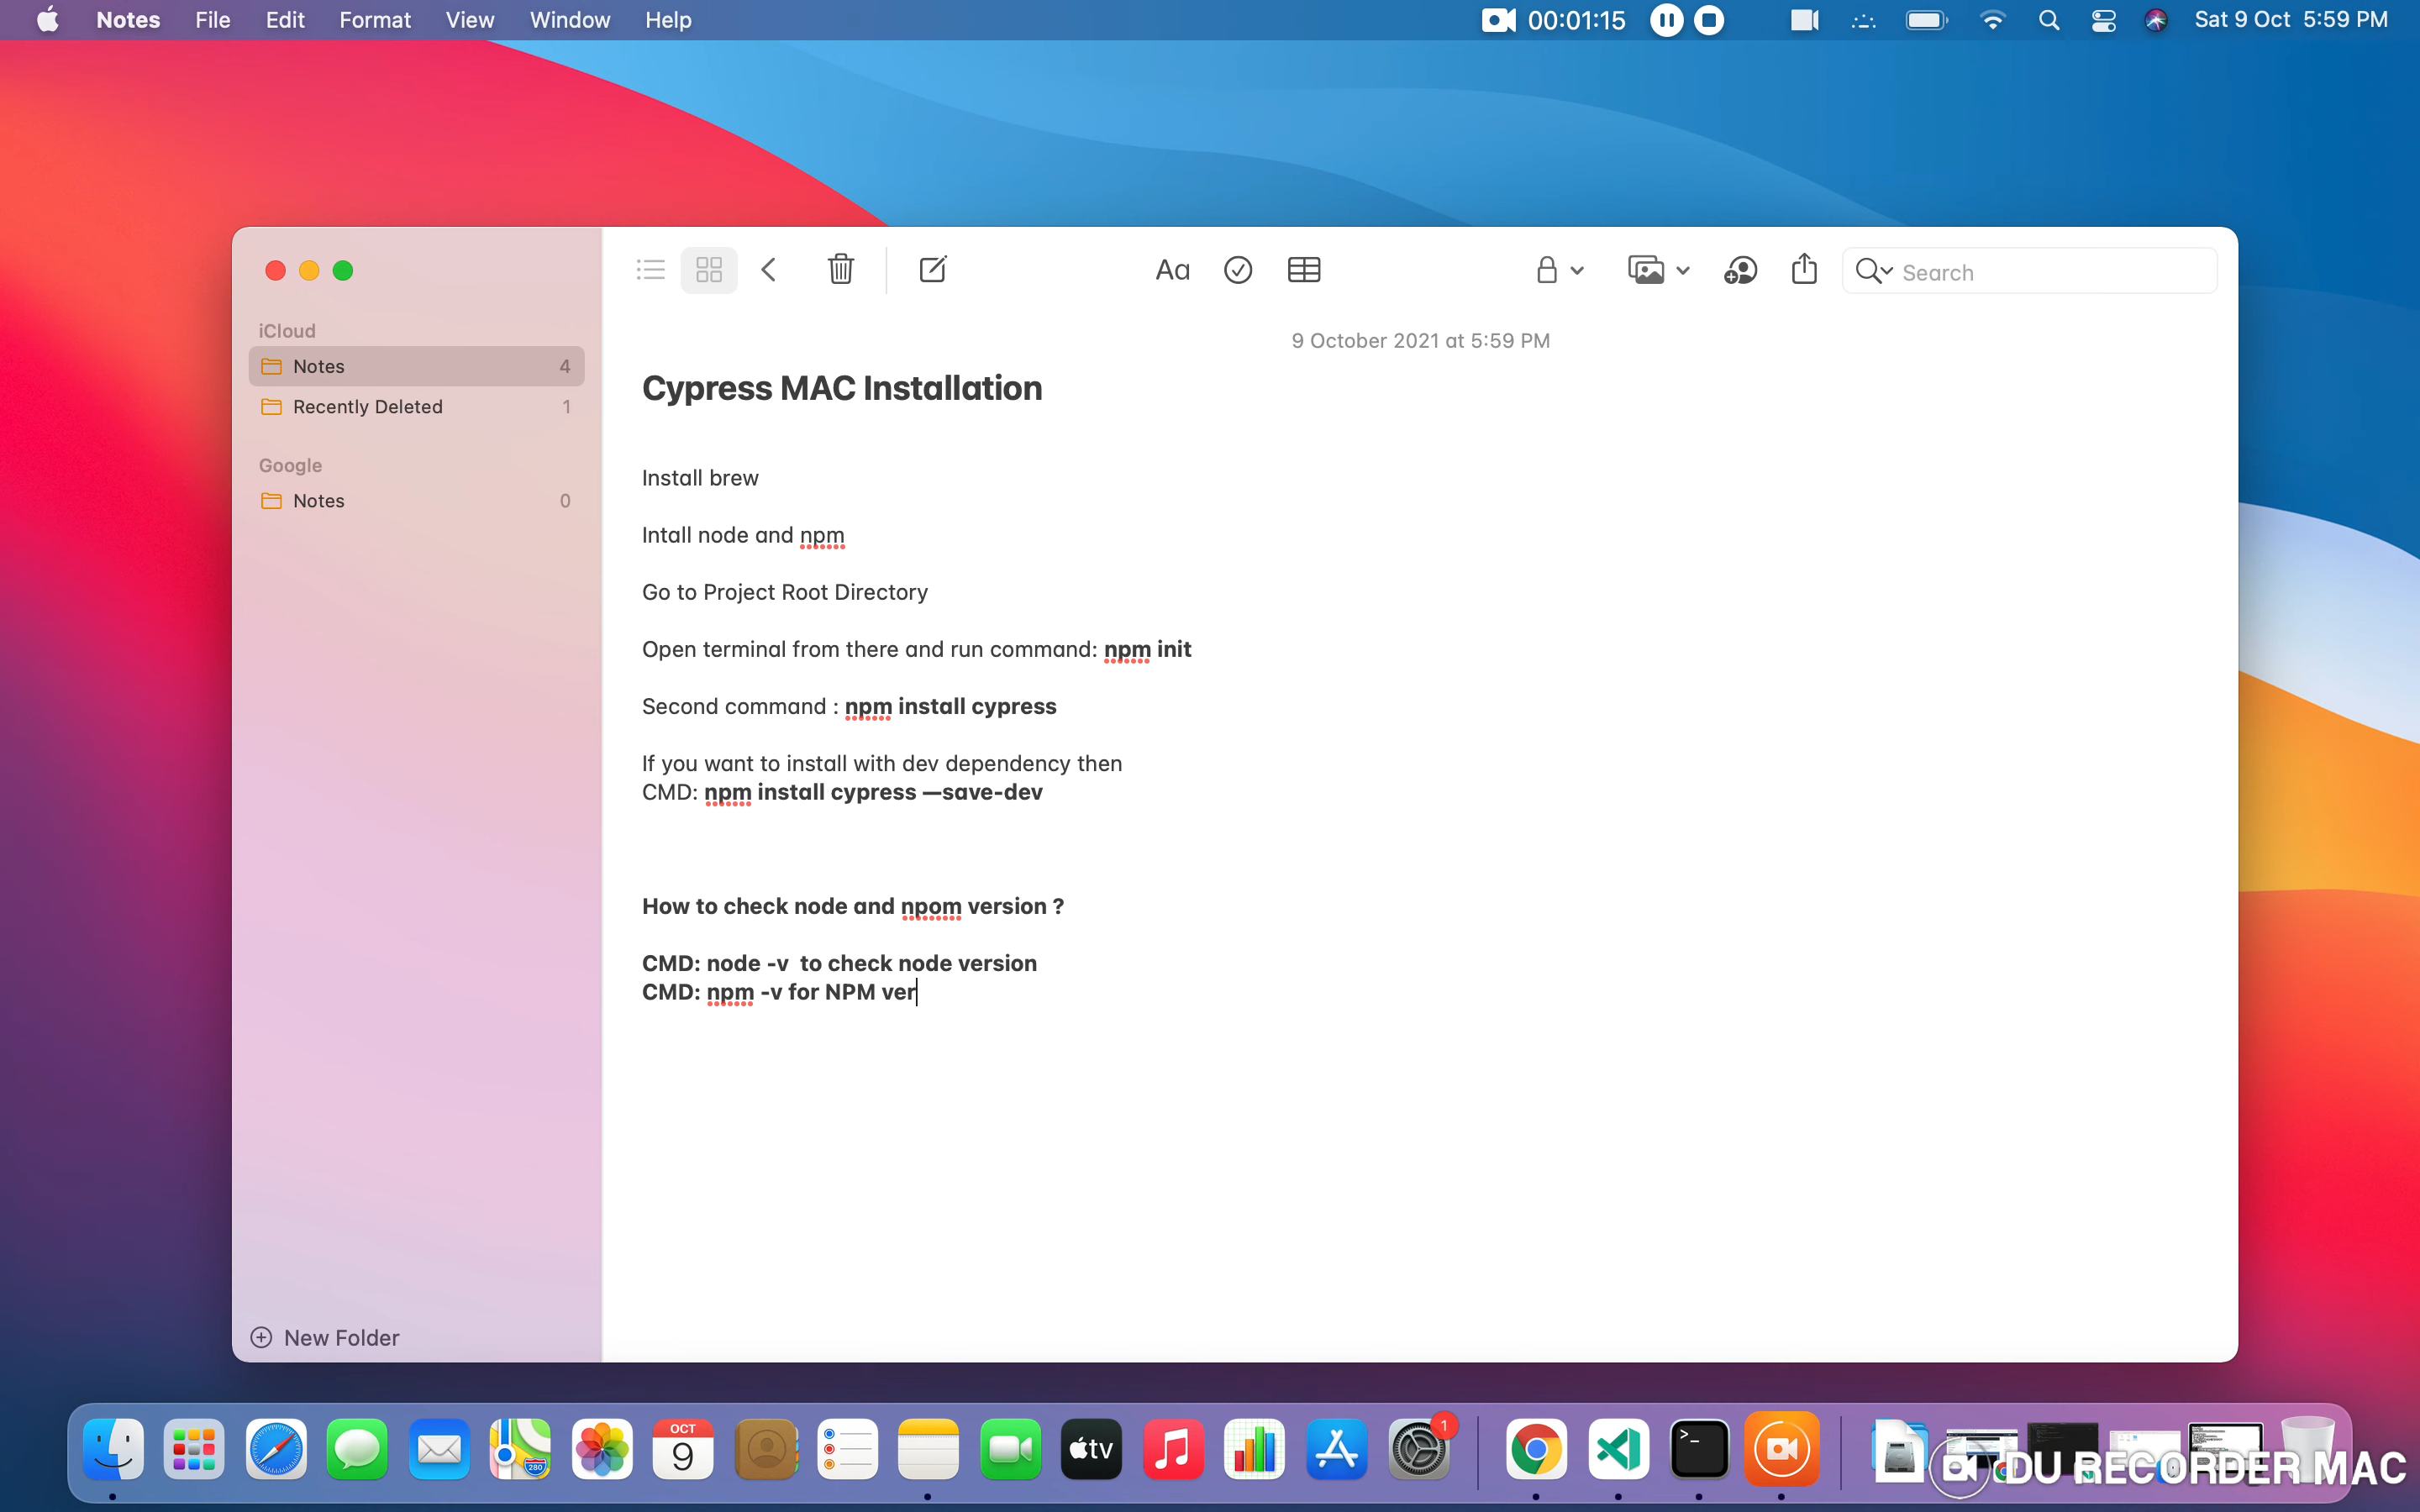 Notes File Edit Format View Window Help 00:01:15 Sat 9 Oct 5:59 PM
Search
iCloud
Notes 4
Recently Deleted 1
Google
Notes 0
New Folder
9 October 2021 at 5:59 PM
Cypress MAC Installation
Install brew
Intall node and npm
Go to Project Root Directory
Open terminal from there and run command: npm init
Second command : npm install cypress
If you want to install with dev dependency then
CMD: npm install cypress —save-dev
How to check node and npom version ?
CMD: node -v  to check node version
CMD: npm -v for NPM ver
Aa
280
OCT
9
tv
1
>_
DU RECORDER MAC